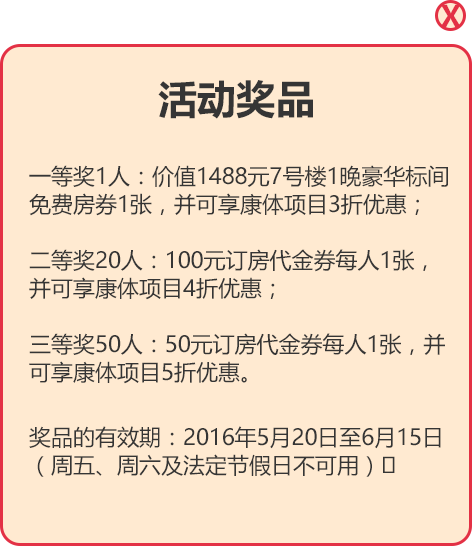 X
活动奖品
一等奖1人：价值1488元7号楼1晚豪华标间
免费房券1张，并可享康体项目3折优惠；
二等奖20人：100元订房代金券每人1张，
并可享康体项目4折优惠；
三等奖50人：50元订房代金券每人1张，并
可享康体项目5折优惠。
奖品的有效期：2016年5月20日至6月15日
（周五、周六及法定节假日不可用）